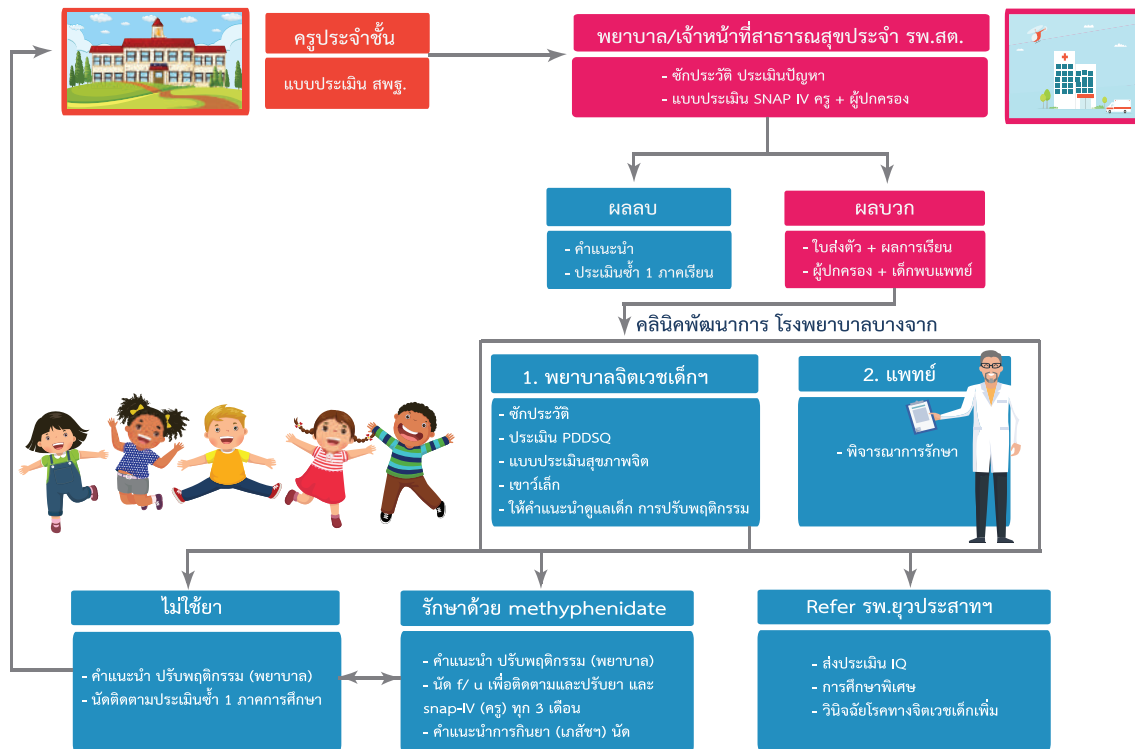 ครูประจำชั้น
แบบประเมิน สพฐ.
พยาบาล/เจ้าหน้าที่สาธารณสุขประจำ รพ.สต.
- ซักประวัติ ประเมินปัญหา
- แบบประเมิน SNAP IV ครู + ผู้ปกครอง
ผลลบ
- คำแนะนำ
- ประเมินซ้ำ 1 ภาคเรียน
ผลบวก
- ใบส่งตัว + ผลการเรียน
- ผู้ปกครอง + เด็กพบแพทย์
คลินิคพัฒนาการ โรงพยาบาลบางจาก
1. พยาบาลจิตเวชเด็กฯ
- ซักประวัติ
- ประเมิน PDDSQ
- แบบประเมินสุขภาพจิต
- เชาว์เล็ก
- ให้คำแนะนำดูแลเด็ก การปรับพฤติกรรม
2. แพทย์
- พิจารณาการรักษา
ไม่ใช้ยา
- คำแนะนำ ปรับพฤติกรรม (พยาบาล)
- นัดติดตามประเมินซ้ำ 1 ภาคการศึกษา
รักษาด้วย methyphenidate
- คำแนะนำ ปรับพฤติกรรม (พยาบาล)
- นัด f/ u เพื่อติดตามและปรับยา และ
snap-IV (ครู) ทุก 3 เดือน
- คำแนะนำการกินยา (เภสัชฯ) นัด
Refer รพ.ยุวประสาทฯ
- ส่งประเมิน IQ
- การศึกษาพิเศษ
- วินิจฉัยโรคทางจิตเวชเด็กเพิ่ม